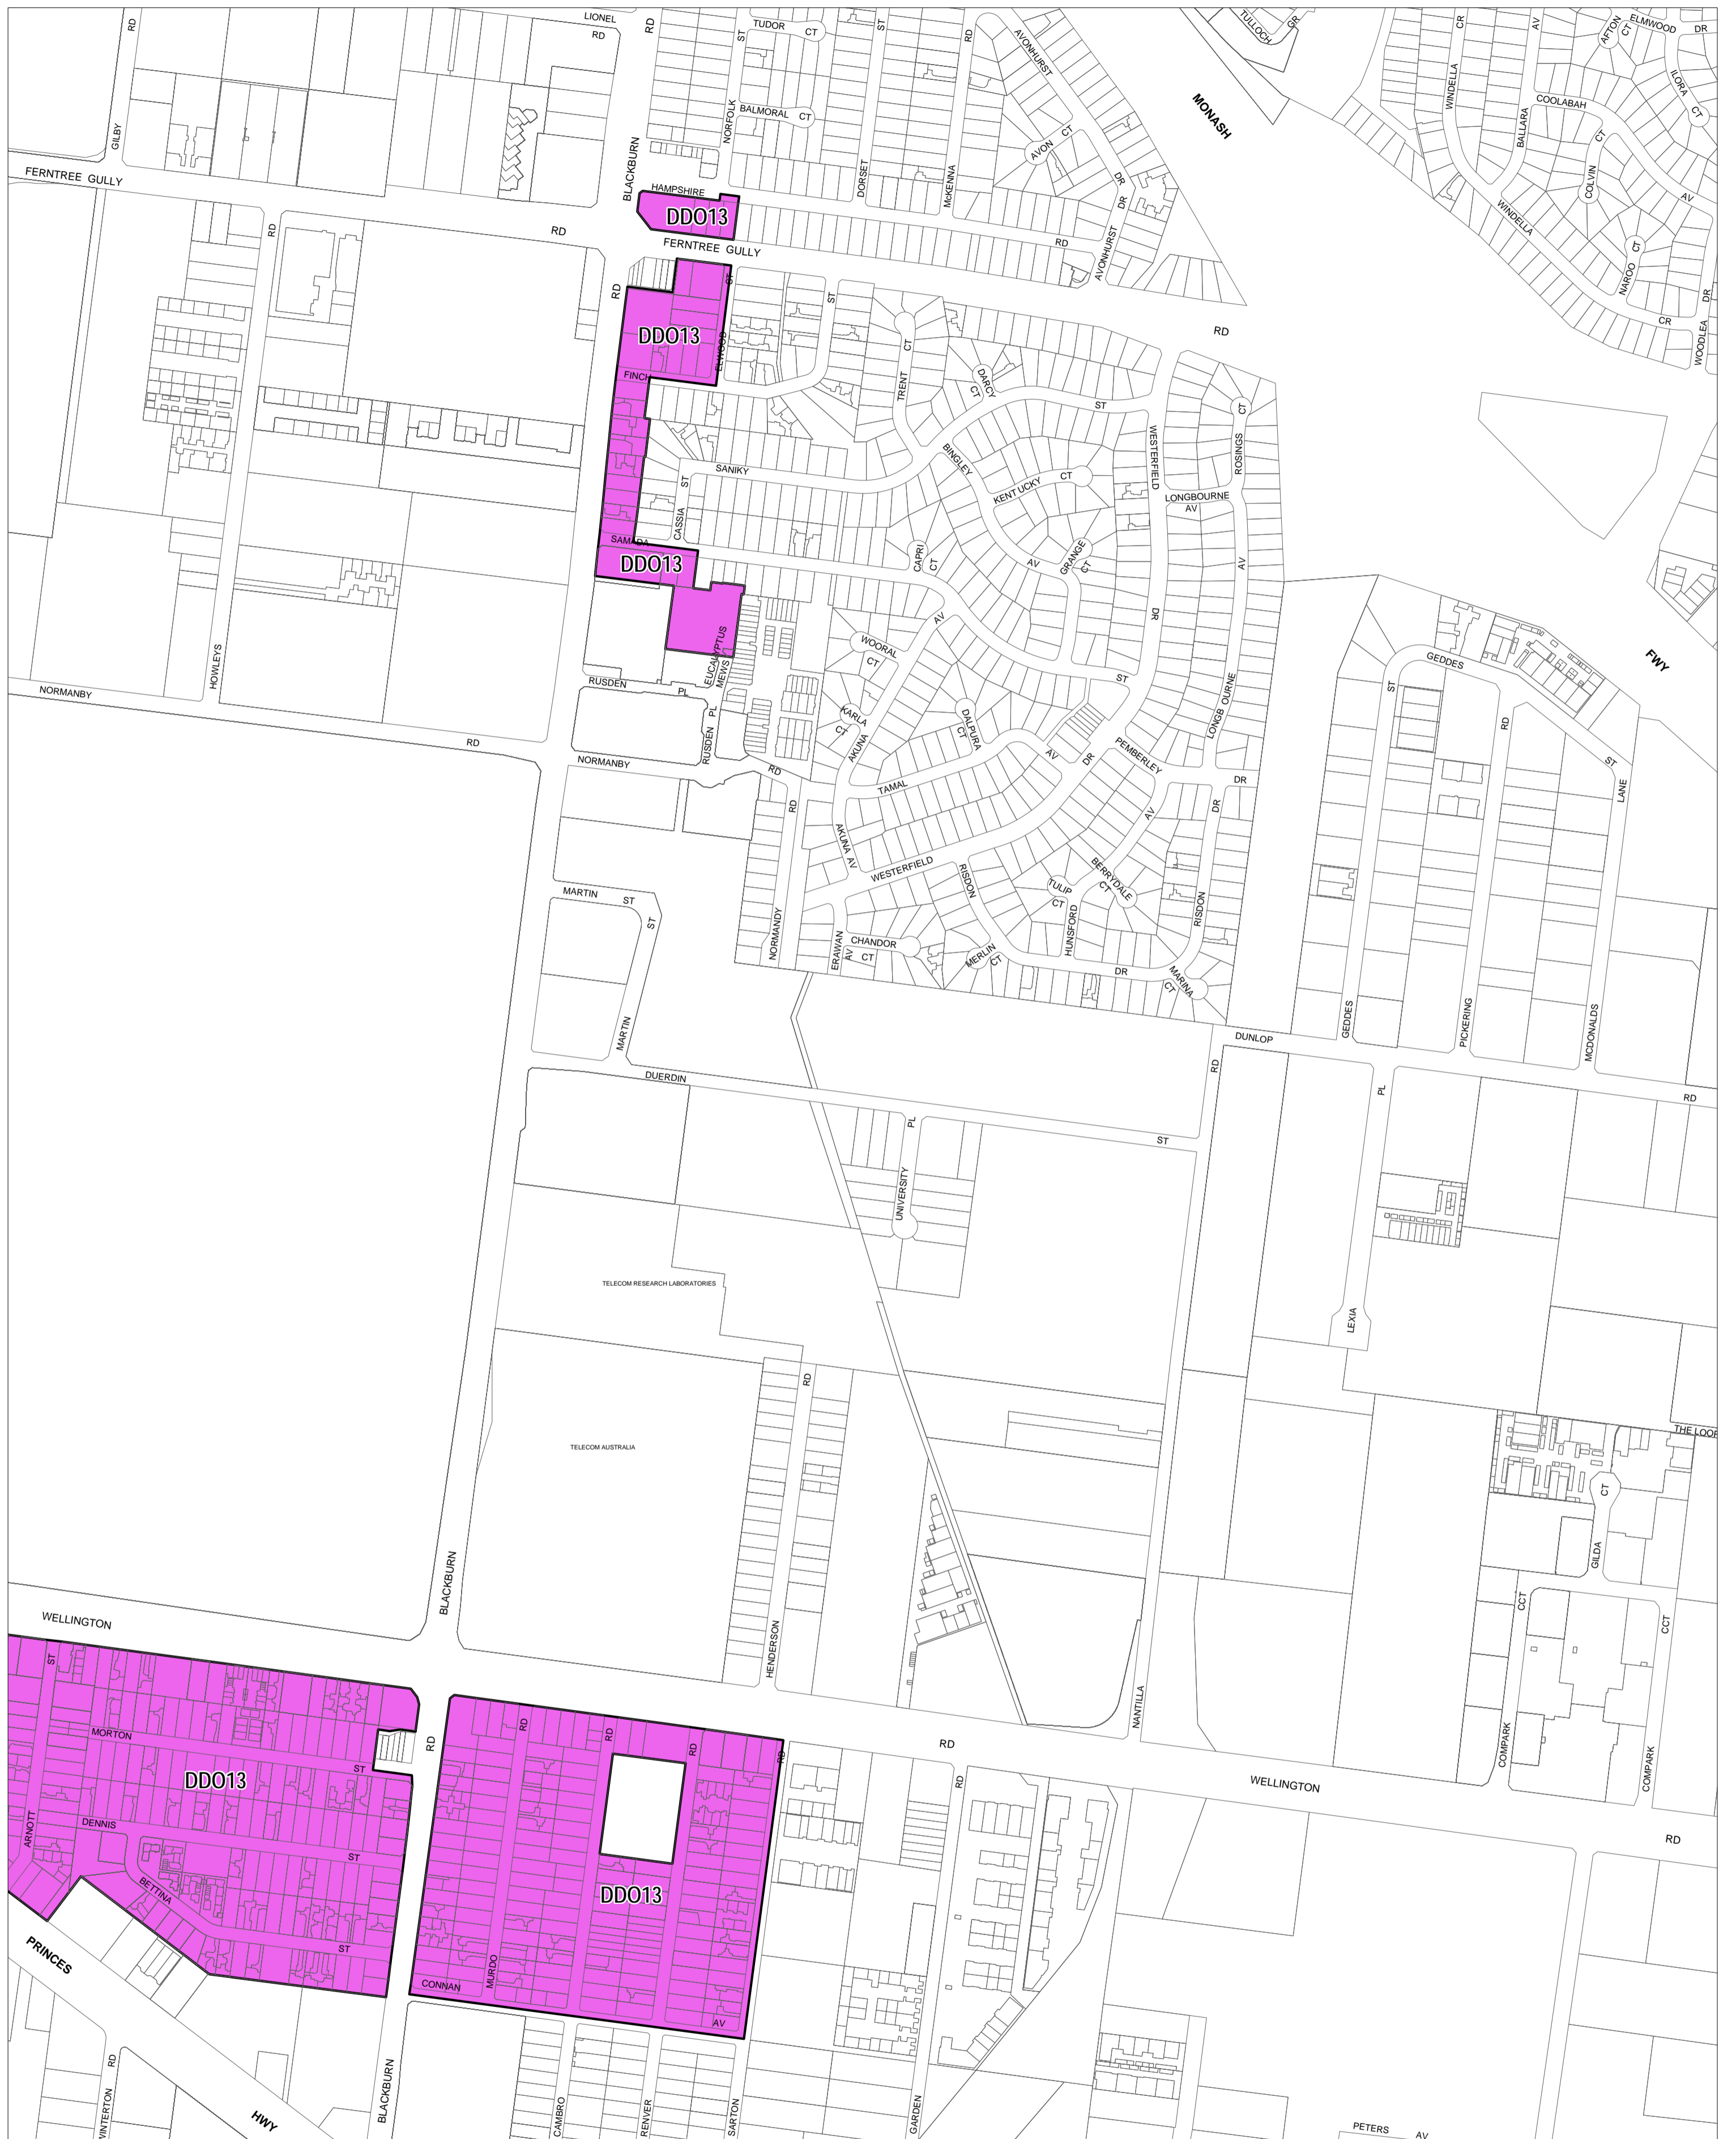 LIONEL
RD
RD
RD
TUDOR CT
ST
ST
RD
AVONHURST
TULLOCH
GR
CR
AV
AFTON
CT
ELMWOOD
DR
ILORA
CT
GILBY
BLACKBURN
NORFOLK
BALMORAL CT
DORSET
McKENNA
AVON
CT
DR
MONASH
WINDELLA
BALLARA
COOLABAH
CT
COLVIN
AV
FERNTREE GULLY
HAMPSHIRE
DDO13
RD
DR
AVONHURST
WINDELLA
NAROO
CT
RD
RD
FERNTREE GULLY
RD
ST
ST
DDO13
ELWOOD
FINCH
RD
CR
DR
WOODLEA
TRENT
CT
DARCY
CT
ST
BINGLEY
WESTERFIELD
ROSINGS
CT
SANIKY
ST
CASSIA
KENTUCKY
CT
LONGBOURNE
AV
SAMADA
DDO13
CAPRI
CT
AV
GRANGE
CT
AV
DR
HOWLEYS
NORMANBY
RD
EUCALYPTUS
MEWS
RUSDEN
PL
RUSDEN
PL
WOORAL
CT
AV
ST
KARLA
CT
AKUNA
DALPURA
CT
LONGBOURNE
GEDDES
ST
RD
FWY
NORMANBY
RD
TAMAL
AV
DR
PEMBERLEY
DR
ST
LANE
RD
AKUNA AV
WESTERFIELD
AV
DR
MARTIN
ST
ST
RISDON
TULIP
CT
BERRYDALE
CT
RISDON
NORMANDY
ERAWAN
AV
CHANDOR
CT
MERLIN
CT
HUNSFORD
DR
MARINA
CT
MARTIN
DUERDIN
GEDDES
PICKERING
MCDONALDS
DUNLOP
RD
PL
RD
ST
PL
UNIVERSITY
TELECOM RESEARCH LABORATORIES
LEXIA
RD
TELECOM AUSTRALIA
THE LOOP
CT
GILDA
BLACKBURN
WELLINGTON
HENDERSON
NANTILLA
CCT
CCT
COMPARK
COMPARK
ST
MORTON
ST
DDO13
RD
RD
RD
RD
RD
RD
RD
WELLINGTON
RD
ARNOTT
DENNIS
ST
BETTINA
ST
DDO13
CONNAN
MURDO
AV
PRINCES
HWY
RD
BLACKBURN
CAMBRO
RENVER
SARTON
GARDEN
PETERS
AV